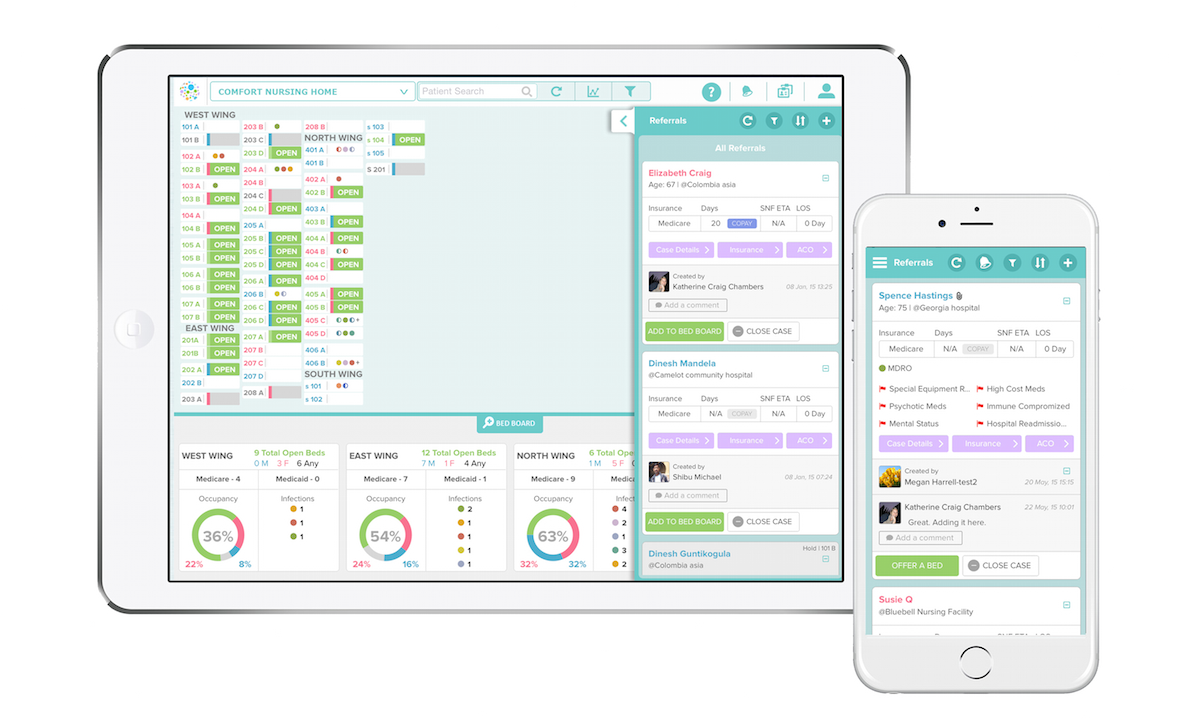 COMFORT NURSING HOME
Patient Search
?
WEST WING
101 A
101 B
102 A
102 B OPEN
103 A
103 B OPEN
104 A
104 B OPEN
105 A OPEN
105 B OPEN
106 A OPEN
106 B OPEN
107 A OPEN
107 B OPEN
EAST WING
201A OPEN
201B OPEN
202 A OPEN
202 B
203 A
203 B
203 C
203 D OPEN
204 A
204 B
204 C
204 D OPEN
205 A
205 B OPEN
205 C OPEN
206 A OPEN
206 B
206 C OPEN
206 D OPEN
207 A OPEN
207 B
207 C
207 D
208 A
208 B
NORTH WING
401 A
401 B
402 A
402 B OPEN
403 A
403 B OPEN
404 A OPEN
404 B
404 C OPEN
404 D
405 A OPEN
405 B OPEN
405 C +
405 D
406 A
406 B +
SOUTH WING
s 101
s 102
s 103
s 104 OPEN
s 105
S 201
BED BOARD
WEST WING 9 Total Open Beds
0 M 3 F 6 Any
Medicare - 4 Medicaid - 0
Occupancy Infections
36%
22% 8%
1
1
1
EAST WING 12 Total Open Beds
7 M 1 F 4 Any
Medicare - 7 Medicaid - 1
Occupancy Infections
54%
24% 16%
2
1
1
1
1
NORTH WING 6 Total
1 M 5 F
Medicare - 9
Occupancy
63%
32% 32%
4
2
1
3
2
Referrals
All Referrals
Elizabeth Craig
Age: 67 | @Colombia asia
Insurance Days SNF ETA LOS
Medicare 20 COPAY N/A 0 Day
Case Details Insurance ACO
Created by
Katherine Craig Chambers 08 Jan, 15 13:25
Add a comment
ADD TO BED BOARD CLOSE CASE
Dinesh Mandela
@Camelot community hospital
Insurance Days SNF ETA LOS
Medicare N/A COPAY N/A 0 Day
Case Details Insurance ACO
Created by
Shibu Michael 08 Jan, 15 07:24
Add a comment
ADD TO BED BOARD CLOSE CASE
Dinesh Guntikogula Hold | 101 B
@Colombia asia
Referrals
Spence Hastings
Age: 75 | @Georgia hospital
Insurance Days SNF ETA LOS
Medicare N/A COPAY N/A 0 Day
MDRO
Special Equipment R... High Cost Meds
Psychotic Meds Immune Compromized
Mental Status Hospital Readmissio...
Case Details Insurance ACO
Created by
Megan Harrell-test2 20 May, 15 15:15
Katherine Craig Chambers 22 May, 15 10:01
Great. Adding it here.
Add a comment
OFFER A BED CLOSE CASE
Susie Q
@Bluebell Nursing Facility